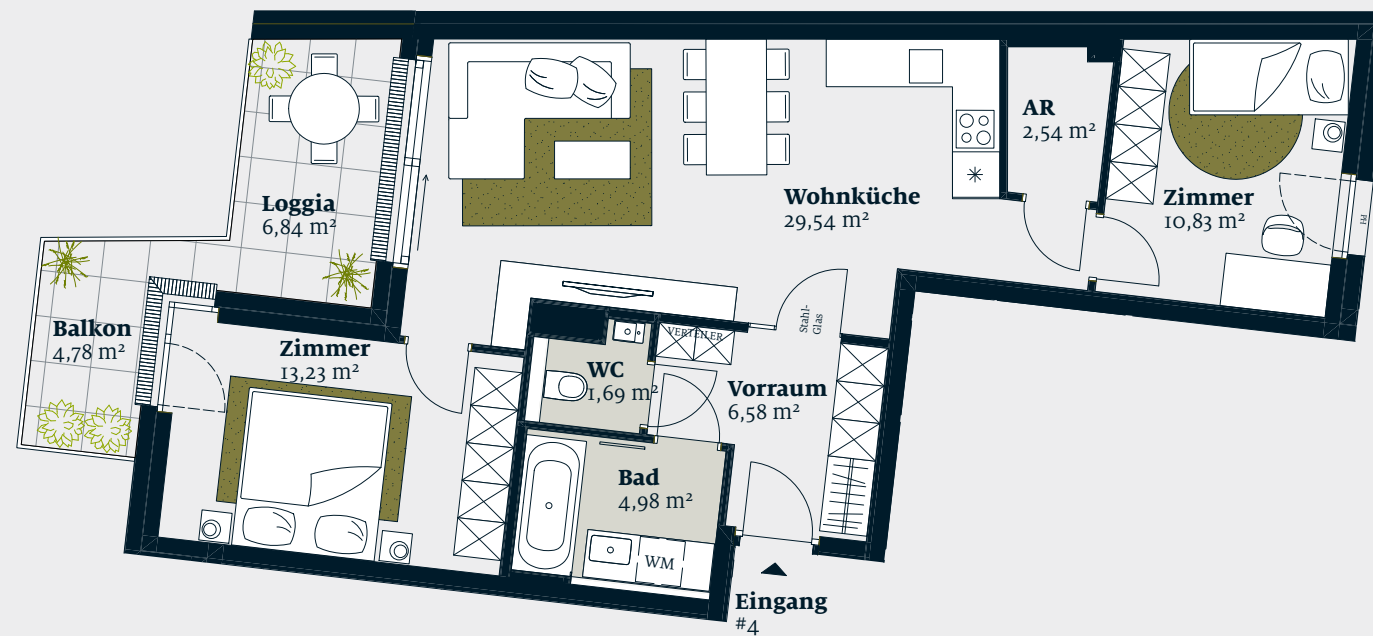 AR
2,54 m²
Zimmer
10,83 m²
Wohnküche
29,54 m²
Loggia
6,84 m²
Balkon
4,78 m²
Zimmer
13,23 m²
WC
1,69 m²
VERTEILER
Stahl-
Glas
Vorraum
6,58 m²
Bad
4,98 m²
WM
Eingang
#4